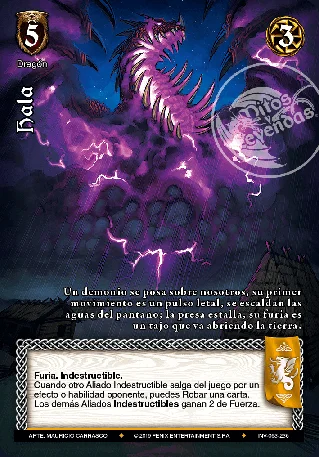 5
3
Dragón
Mitos
Leyendas
Hala
Un demonio se posa sobre nosotros, su primer
movimiento es un pulso letal, se escaldan las
aguas del pantano; la presa estalla, su furia es
un tajo que va abriendo la tierra.
Furia. Indestructible.
Cuando otro Aliado Indestructible salga del juego por un
efecto o habilidad oponente, puedes Robar una carta.
Los demás Aliados Indestructibles ganan 2 de Fuerza.
ARTE: MAURICIO CARRASCO ♦ ©2019 FENIX ENTERTAINMENT S.P.A.